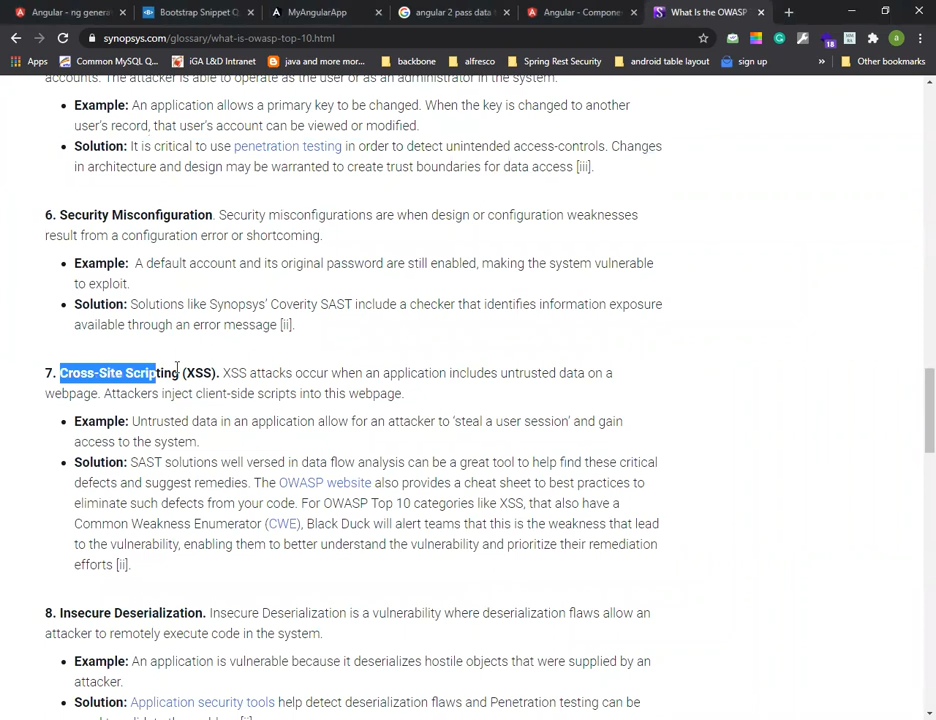 Angular - ng genera
Bootstrap Snippet Q
MyAngularApp
angular 2 pass data
Angular - Compone
What Is the OWASP
synopsys.com/glossary/what-is-owasp-top-10.html
18
a
Apps
Common MySQL Q...
iGA L&D Intranet
java and more mor...
backbone
alfresco
Spring Rest Security
android table layout
sign up
»
Other bookmarks
accounts. The attacker is able to operate as the user or as an administrator in the system.
• Example: An application allows a primary key to be changed. When the key is changed to another
user's record, that user's account can be viewed or modified.
• Solution: It is critical to use penetration testing in order to detect unintended access-controls. Changes
in architecture and design may be warranted to create trust boundaries for data access [iii].
6. Security Misconfiguration. Security misconfigurations are when design or configuration weaknesses
result from a configuration error or shortcoming.
• Example: A default account and its original password are still enabled, making the system vulnerable
to exploit.
• Solution: Solutions like Synopsys' Coverity SAST include a checker that identifies information exposure
available through an error message [ii].
7. Cross-Site Scripting (XSS). XSS attacks occur when an application includes untrusted data on a
webpage. Attackers inject client-side scripts into this webpage.
• Example: Untrusted data in an application allow for an attacker to 'steal a user session' and gain
access to the system.
• Solution: SAST solutions well versed in data flow analysis can be a great tool to help find these critical
defects and suggest remedies. The OWASP website also provides a cheat sheet to best practices to
eliminate such defects from your code. For OWASP Top 10 categories like XSS, that also have a
Common Weakness Enumerator (CWE), Black Duck will alert teams that this is the weakness that lead
to the vulnerability, enabling them to better understand the vulnerability and prioritize their remediation
efforts [ii].
8. Insecure Deserialization. Insecure Deserialization is a vulnerability where deserialization flaws allow an
attacker to remotely execute code in the system.
• Example: An application is vulnerable because it deserializes hostile objects that were supplied by an
attacker.
• Solution: Application security tools help detect deserialization flaws and Penetration testing can be